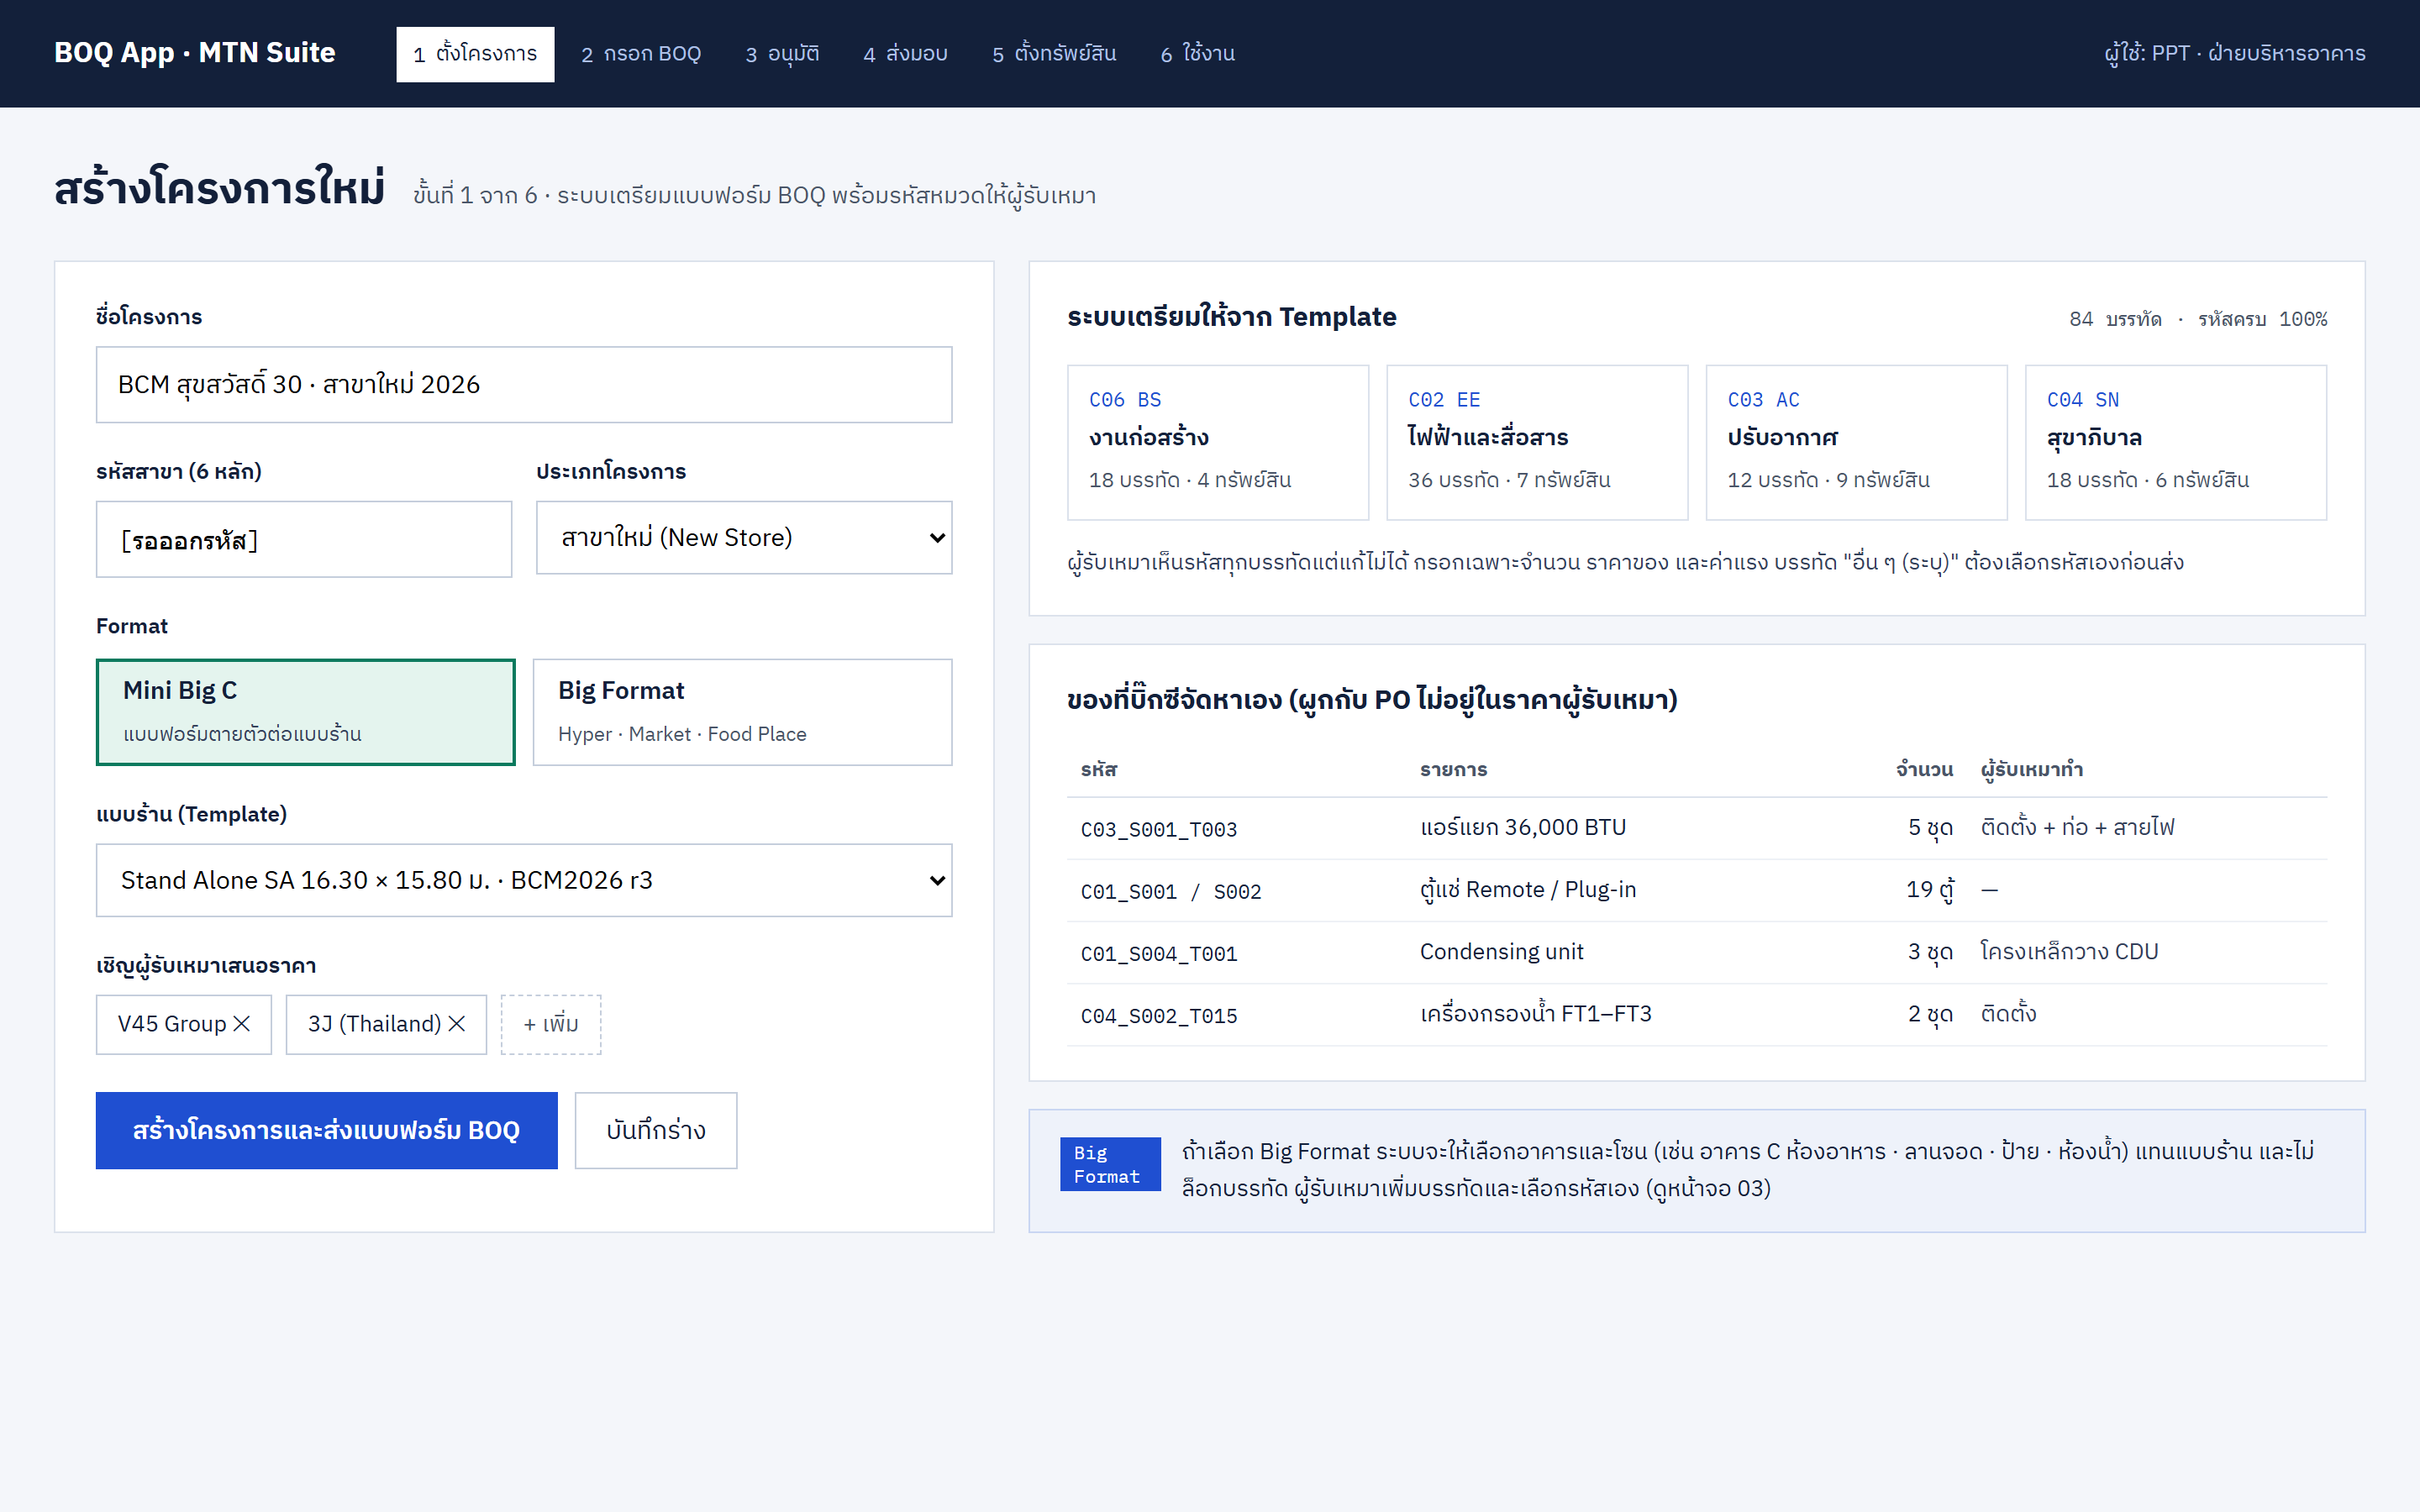 BOQ App · MTN Suite
1 ตั้งโครงการ
2 กรอก BOQ
3 อนุมัติ
4 ส่งมอบ
5 ตั้งทรัพย์สิน
6 ใช้งาน
ผู้ใช้: PPT · ฝ่ายบริหารอาคาร
สร้างโครงการใหม่
ขั้นที่ 1 จาก 6 · ระบบเตรียมแบบฟอร์ม BOQ พร้อมรหัสหมวดให้ผู้รับเหมา
ชื่อโครงการ
BCM สุขสวัสดิ์ 30 · สาขาใหม่ 2026
รหัสสาขา (6 หลัก)
ประเภทโครงการ
[รอออกรหัส]
สาขาใหม่ (New Store)
Format
Mini Big C
แบบฟอร์มตายตัวต่อแบบร้าน
Big Format
Hyper · Market · Food Place
แบบร้าน (Template)
Stand Alone SA 16.30 × 15.80 ม. · BCM2026 r3
เชิญผู้รับเหมาเสนอราคา
V45 Group ×
3J (Thailand) ×
+ เพิ่ม
สร้างโครงการและส่งแบบฟอร์ม BOQ
บันทึกร่าง
ระบบเตรียมให้จาก Template
84 บรรทัด · รหัสครบ 100%
C06 BS
งานก่อสร้าง
18 บรรทัด · 4 ทรัพย์สิน
C02 EE
ไฟฟ้าและสื่อสาร
36 บรรทัด · 7 ทรัพย์สิน
C03 AC
ปรับอากาศ
12 บรรทัด · 9 ทรัพย์สิน
C04 SN
สุขาภิบาล
18 บรรทัด · 6 ทรัพย์สิน
ผู้รับเหมาเห็นรหัสทุกบรรทัดแต่แก้ไม่ได้ กรอกเฉพาะจำนวน ราคาของ และค่าแรง บรรทัด "อื่น ๆ (ระบุ)" ต้องเลือกรหัสเองก่อนส่ง
ของที่บิ๊กซีจัดหาเอง (ผูกกับ PO ไม่อยู่ในราคาผู้รับเหมา)
รหัส รายการ จำนวน ผู้รับเหมาทำ
C03_S001_T003 แอร์แยก 36,000 BTU 5 ชุด ติดตั้ง + ท่อ + สายไฟ
C01_S001 / S002 ตู้แช่ Remote / Plug-in 19 ตู้ —
C01_S004_T001 Condensing unit 3 ชุด โครงเหล็กวาง CDU
C04_S002_T015 เครื่องกรองน้ำ FT1–FT3 2 ชุด ติดตั้ง
Big
Format
ถ้าเลือก Big Format ระบบจะให้เลือกอาคารและโซน (เช่น อาคาร C ห้องอาหาร · ลานจอด · ป้าย · ห้องน้ำ) แทนแบบร้าน และไม่
ล็อกบรรทัด ผู้รับเหมาเพิ่มบรรทัดและเลือกรหัสเอง (ดูหน้าจอ 03)